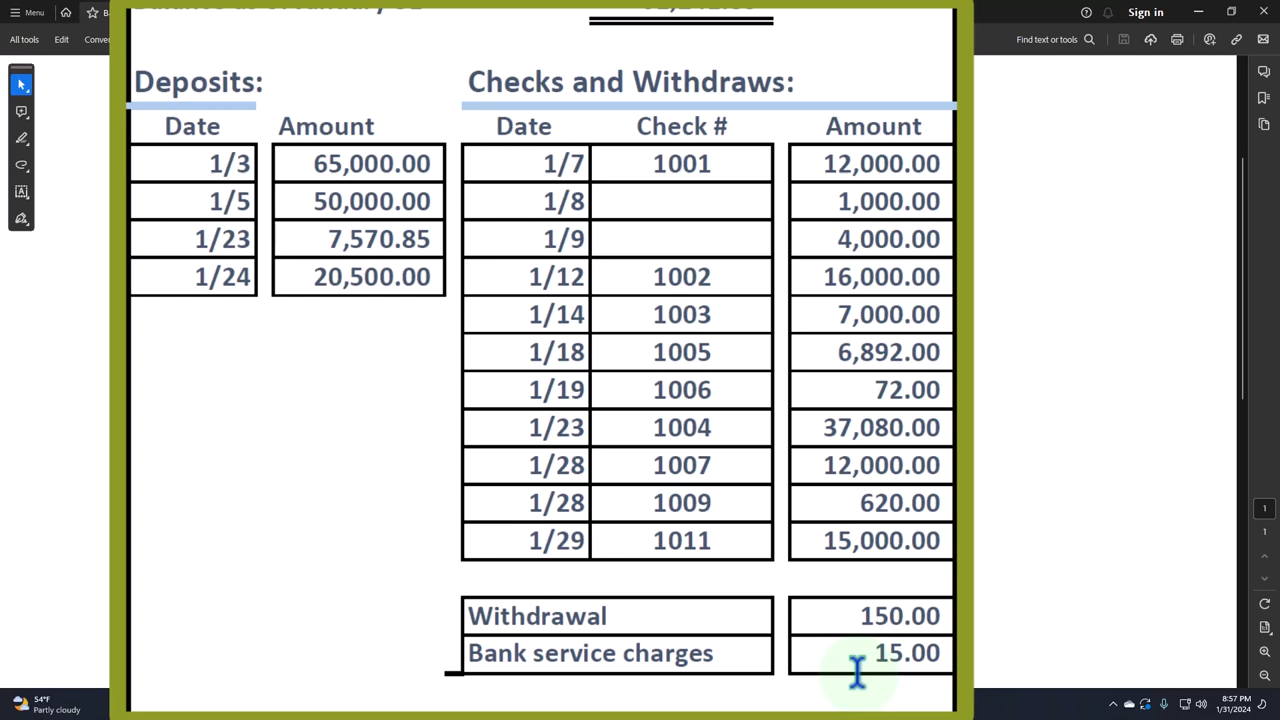 Menu
Sign in
All tools Edit
Find text or tools
Deposits: Checks and Withdraws:
Date Amount Date Check # Amount
1/3 65,000.00 1/7 1001 12,000.00
1/5 50,000.00 1/8 1,000.00
1/23 7,570.85 1/9 4,000.00
1/24 20,500.00 1/12 1002 16,000.00
1/14 1003 7,000.00
1/18 1005 6,892.00
1/19 1006 72.00
1/23 1004 37,080.00
1/28 1007 12,000.00
1/28 1009 620.00
1/29 1011 15,000.00
Withdrawal 150.00
Bank service charges 15.00
1
1
54°F
Partly cloudy
8:57 PM
1/31/2024